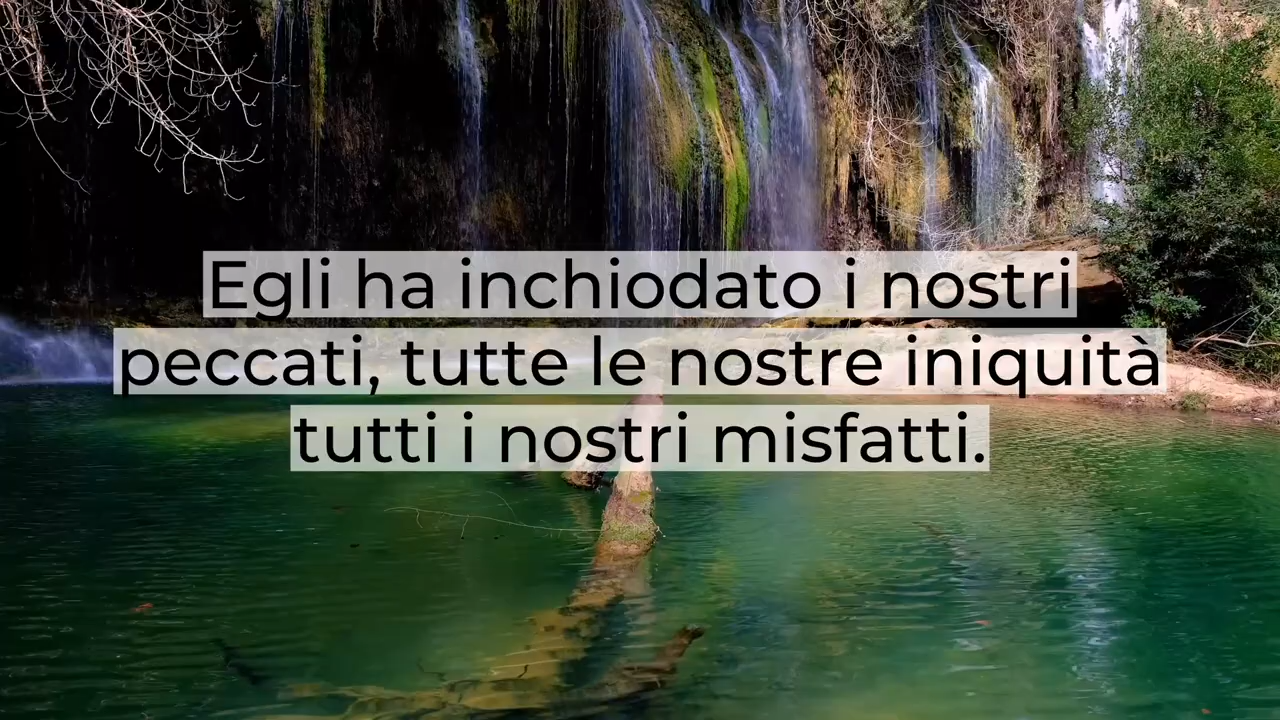 Egli ha inchiodato i nostri
peccati, tutte le nostre iniquità
tutti i nostri misfatti.